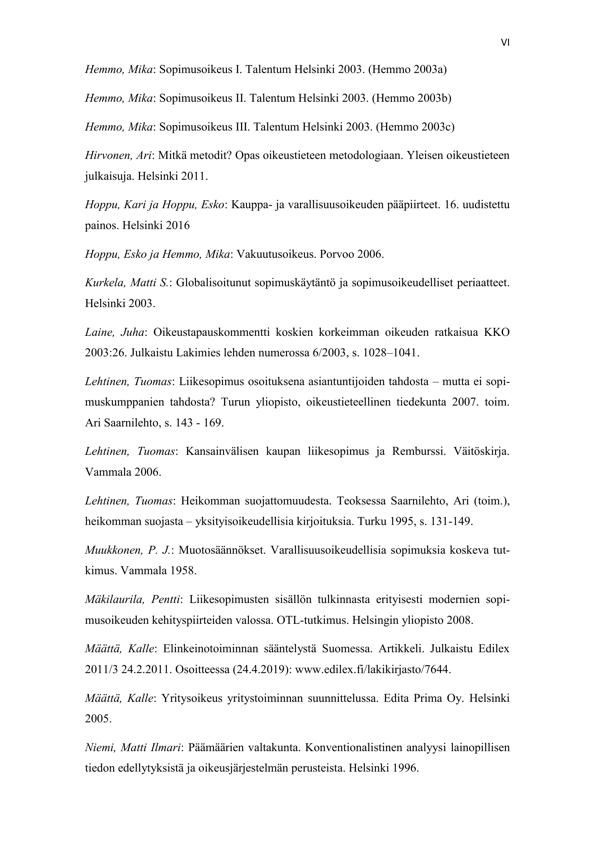 VI
Hemmo, Mika: Sopimusoikeus I. Talentum Helsinki 2003. (Hemmo 2003a)
Hemmo, Mika: Sopimusoikeus II. Talentum Helsinki 2003. (Hemmo 2003b)
Hemmo, Mika: Sopimusoikeus III. Talentum Helsinki 2003. (Hemmo 2003c)
Hirvonen, Ari: Mitkä metodit? Opas oikeustieteen metodologiaan. Yleisen oikeustieteen
julkaisuja. Helsinki 2011.
Hoppu, Kari ja Hoppu, Esko: Kauppa- ja varallisuusoikeuden pääpiirteet. 16. uudistettu
painos. Helsinki 2016
Hoppu, Esko ja Hemmo, Mika: Vakuutusoikeus. Porvoo 2006.
Kurkela, Matti S.: Globalisoitunut sopimuskäytäntö ja sopimusoikeudelliset periaatteet.
Helsinki 2003.
Laine, Juha: Oikeustapauskommentti koskien korkeimman oikeuden ratkaisua KKO
2003:26. Julkaistu Lakimies lehden numerossa 6/2003, s. 1028–1041.
Lehtinen, Tuomas: Liikesopimus osoituksena asiantuntijoiden tahdosta – mutta ei sopi-
muskumppanien tahdosta? Turun yliopisto, oikeustieteellinen tiedekunta 2007. toim.
Ari Saarnilehto, s. 143 - 169.
Lehtinen, Tuomas: Kansainvälisen kaupan liikesopimus ja Remburssi. Väitöskirja.
Vammala 2006.
Lehtinen, Tuomas: Heikomman suojattomuudesta. Teoksessa Saarnilehto, Ari (toim.),
heikomman suojasta – yksityisoikeudellisia kirjoituksia. Turku 1995, s. 131-149.
Muukkonen, P. J.: Muotosäännökset. Varallisuusoikeudellisia sopimuksia koskeva tut-
kimus. Vammala 1958.
Mäkilaurila, Pentti: Liikesopimusten sisällön tulkinnasta erityisesti modernien sopi-
musoikeuden kehityspiirteiden valossa. OTL-tutkimus. Helsingin yliopisto 2008.
Määttä, Kalle: Elinkeinotoiminnan sääntelystä Suomessa. Artikkeli. Julkaistu Edilex
2011/3 24.2.2011. Osoitteessa (24.4.2019): www.edilex.fi/lakikirjasto/7644.
Määttä, Kalle: Yritysoikeus yritystoiminnan suunnittelussa. Edita Prima Oy. Helsinki
2005.
Niemi, Matti Ilmari: Päämäärien valtakunta. Konventionalistinen analyysi lainopillisen
tiedon edellytyksistä ja oikeusjärjestelmän perusteista. Helsinki 1996.